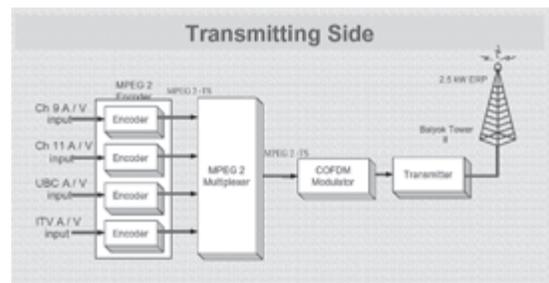 Transmitting Side
MPEG 2
Encoder
MPEG 2 -TS
2.5 kW ERP
Ch 9 A / V
input
Encoder
Ch 11 A / V
input
Encoder
UBC A / V
input
Encoder
ITV A / V
input
Encoder
MPEG 2
Multiplexer
MPEG 2 -TS
COFDM
Modulator
Transmitter
Baiyok Tower
II